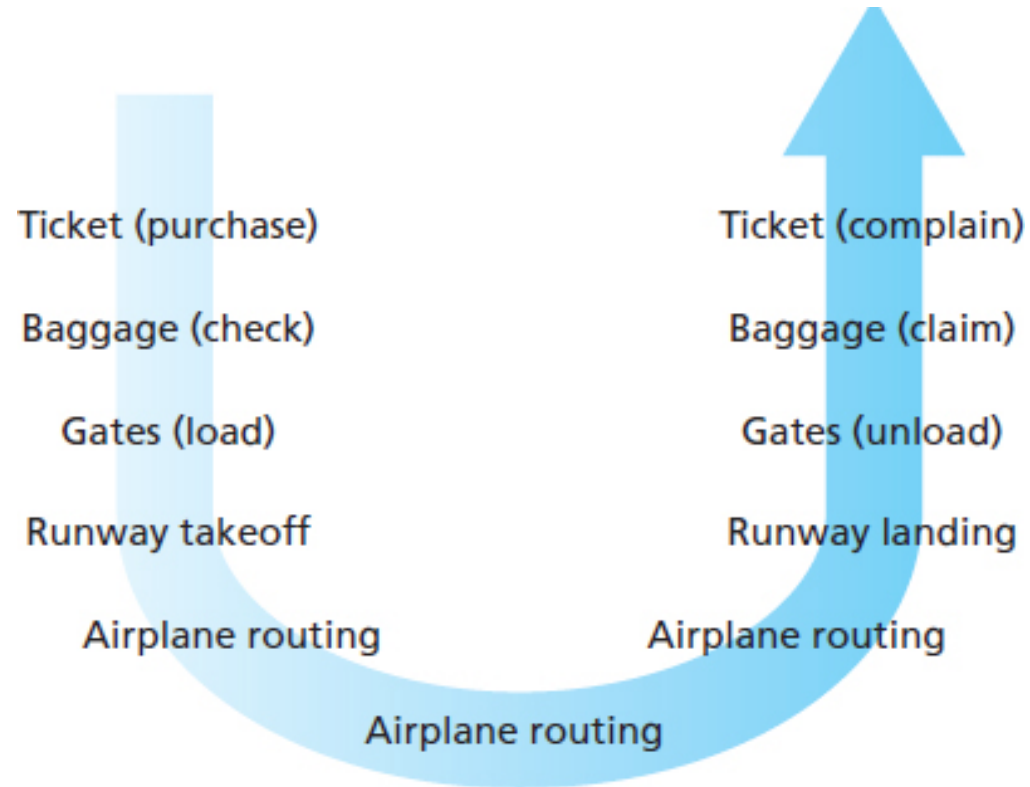 Ticket (purchase)
Baggage (check)
Gates (load)
Runway takeoff
Airplane routing
Airplane routing
Airplane routing
Runway landing
Gates (unload)
Baggage (claim)
Ticket (complain)